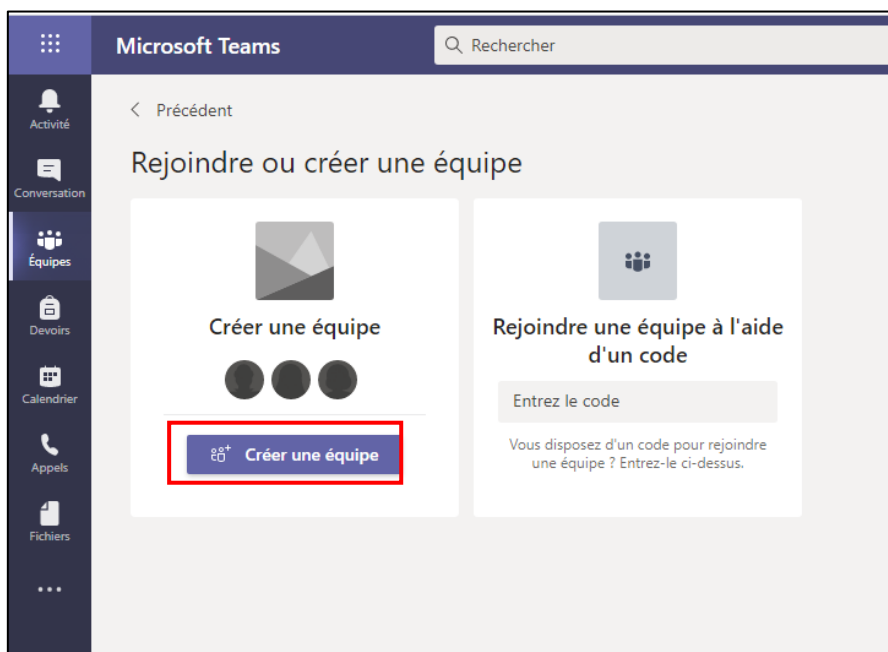 Microsoft Teams
Rechercher
Activité
Conversation
Équipes
Devoirs
Calendrier
Appels
Fichiers
Précédent
Rejoindre ou créer une équipe
Créer une équipe
Créer une équipe
Rejoindre une équipe à l'aide
d'un code
Entrez le code
Vous disposez d'un code pour rejoindre
une équipe ? Entrez-le ci-dessus.